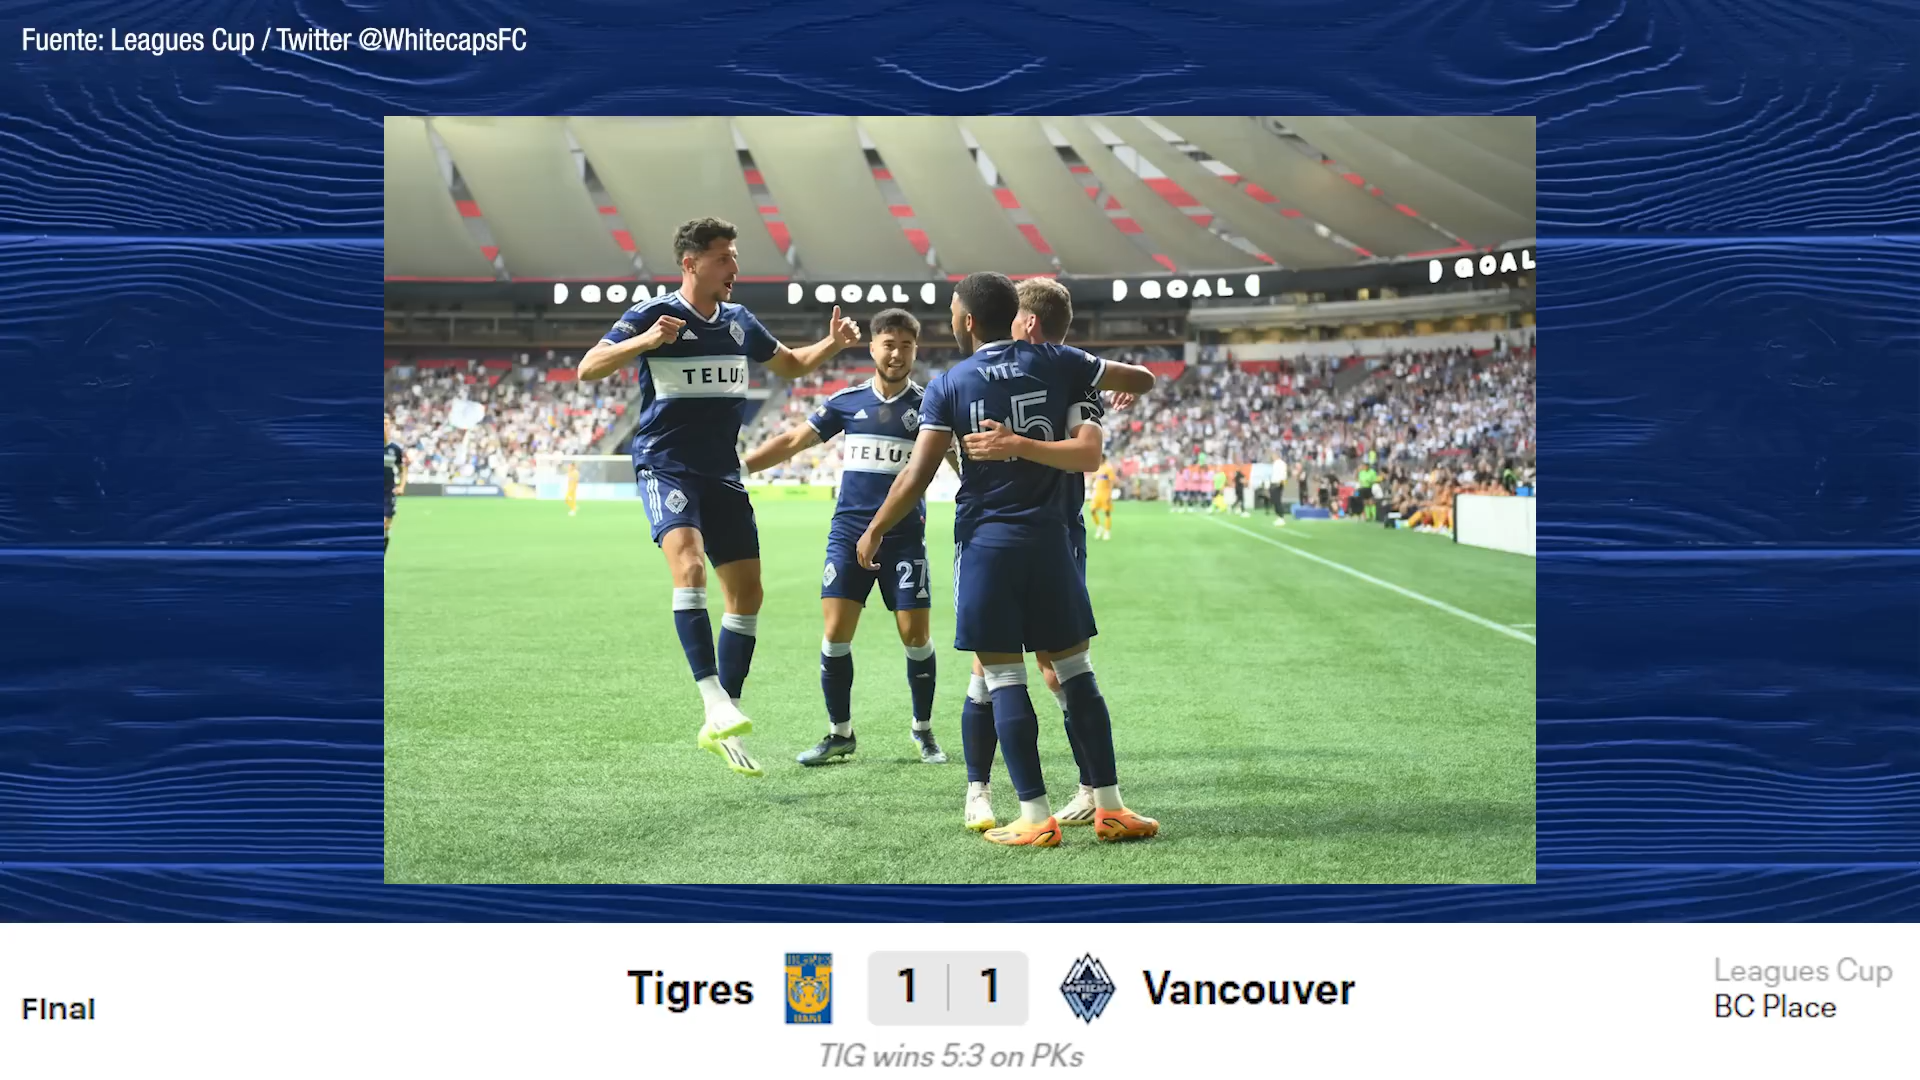 Fuente: Leagues Cup / Twitter @WhitecapsFC
GOAL
GOAL
GOAL
GOAL
TELUS
TELUS
VITE
45
27
Tigres
1 | 1
Vancouver
Leagues Cup
BC Place
FInal
TIG wins 5:3 on PKs